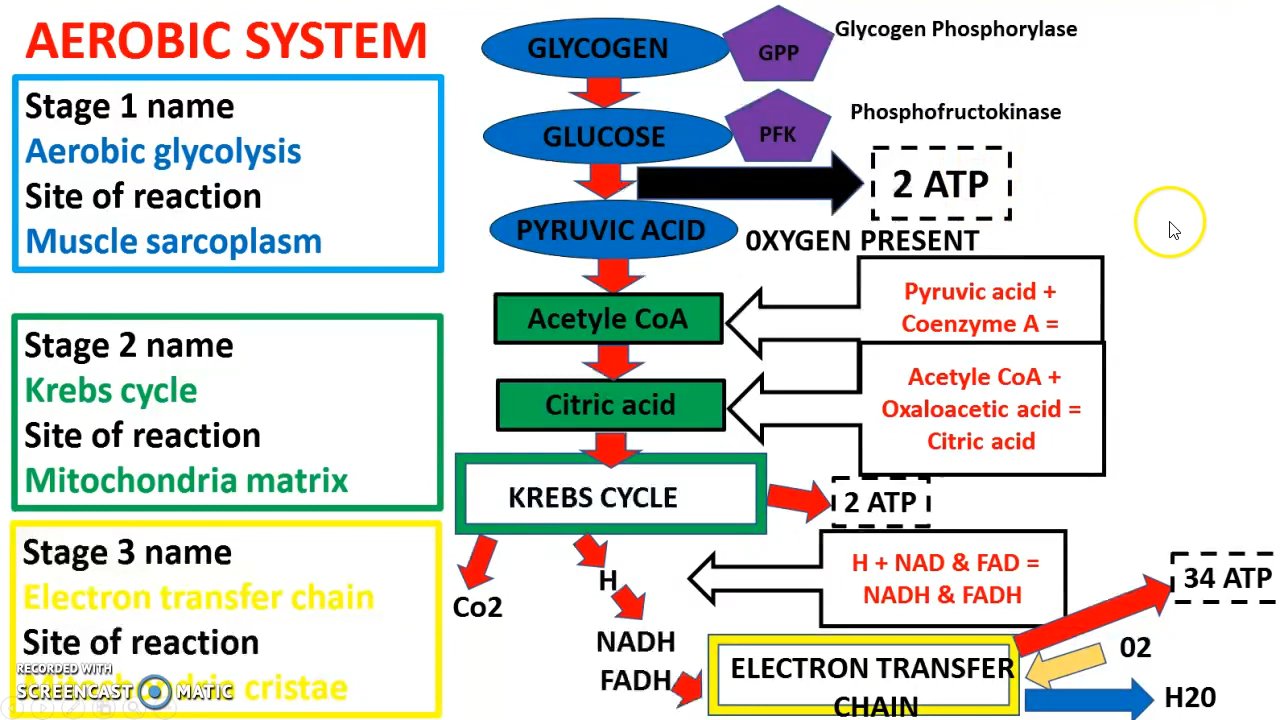 AEROBIC SYSTEM
Stage 1 name
Aerobic glycolysis
Site of reaction
Muscle sarcoplasm
Stage 2 name
Krebs cycle
Site of reaction
Mitochondria matrix
Stage 3 name
Electron transfer chain
Site of reaction
cristae
RECORDED WITH
SCREENCAST MATIC
GLYCOGEN
GPP
Glycogen Phosphorylase
GLUCOSE
PFK
Phosphofructokinase
2 ATP
PYRUVIC ACID
0XYGEN PRESENT
Acetyle CoA
Pyruvic acid +
Coenzyme A =
Citric acid
Acetyle CoA +
Oxaloacetic acid =
Citric acid
KREBS CYCLE
2 ATP
Co2
H
H + NAD & FAD =
NADH & FADH
NADH
FADH
34 ATP
ELECTRON TRANSFER
CHAIN
02
H20